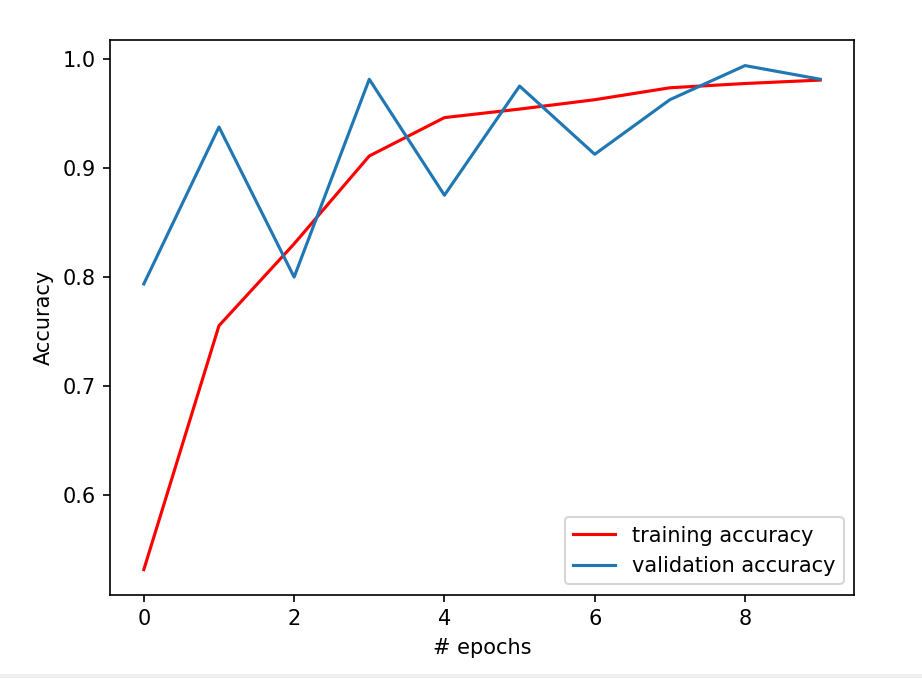 1.0
0.9
0.8
0.7
0.6
Accuracy
0 2 4 6 8
# epochs
training accuracy
validation accuracy